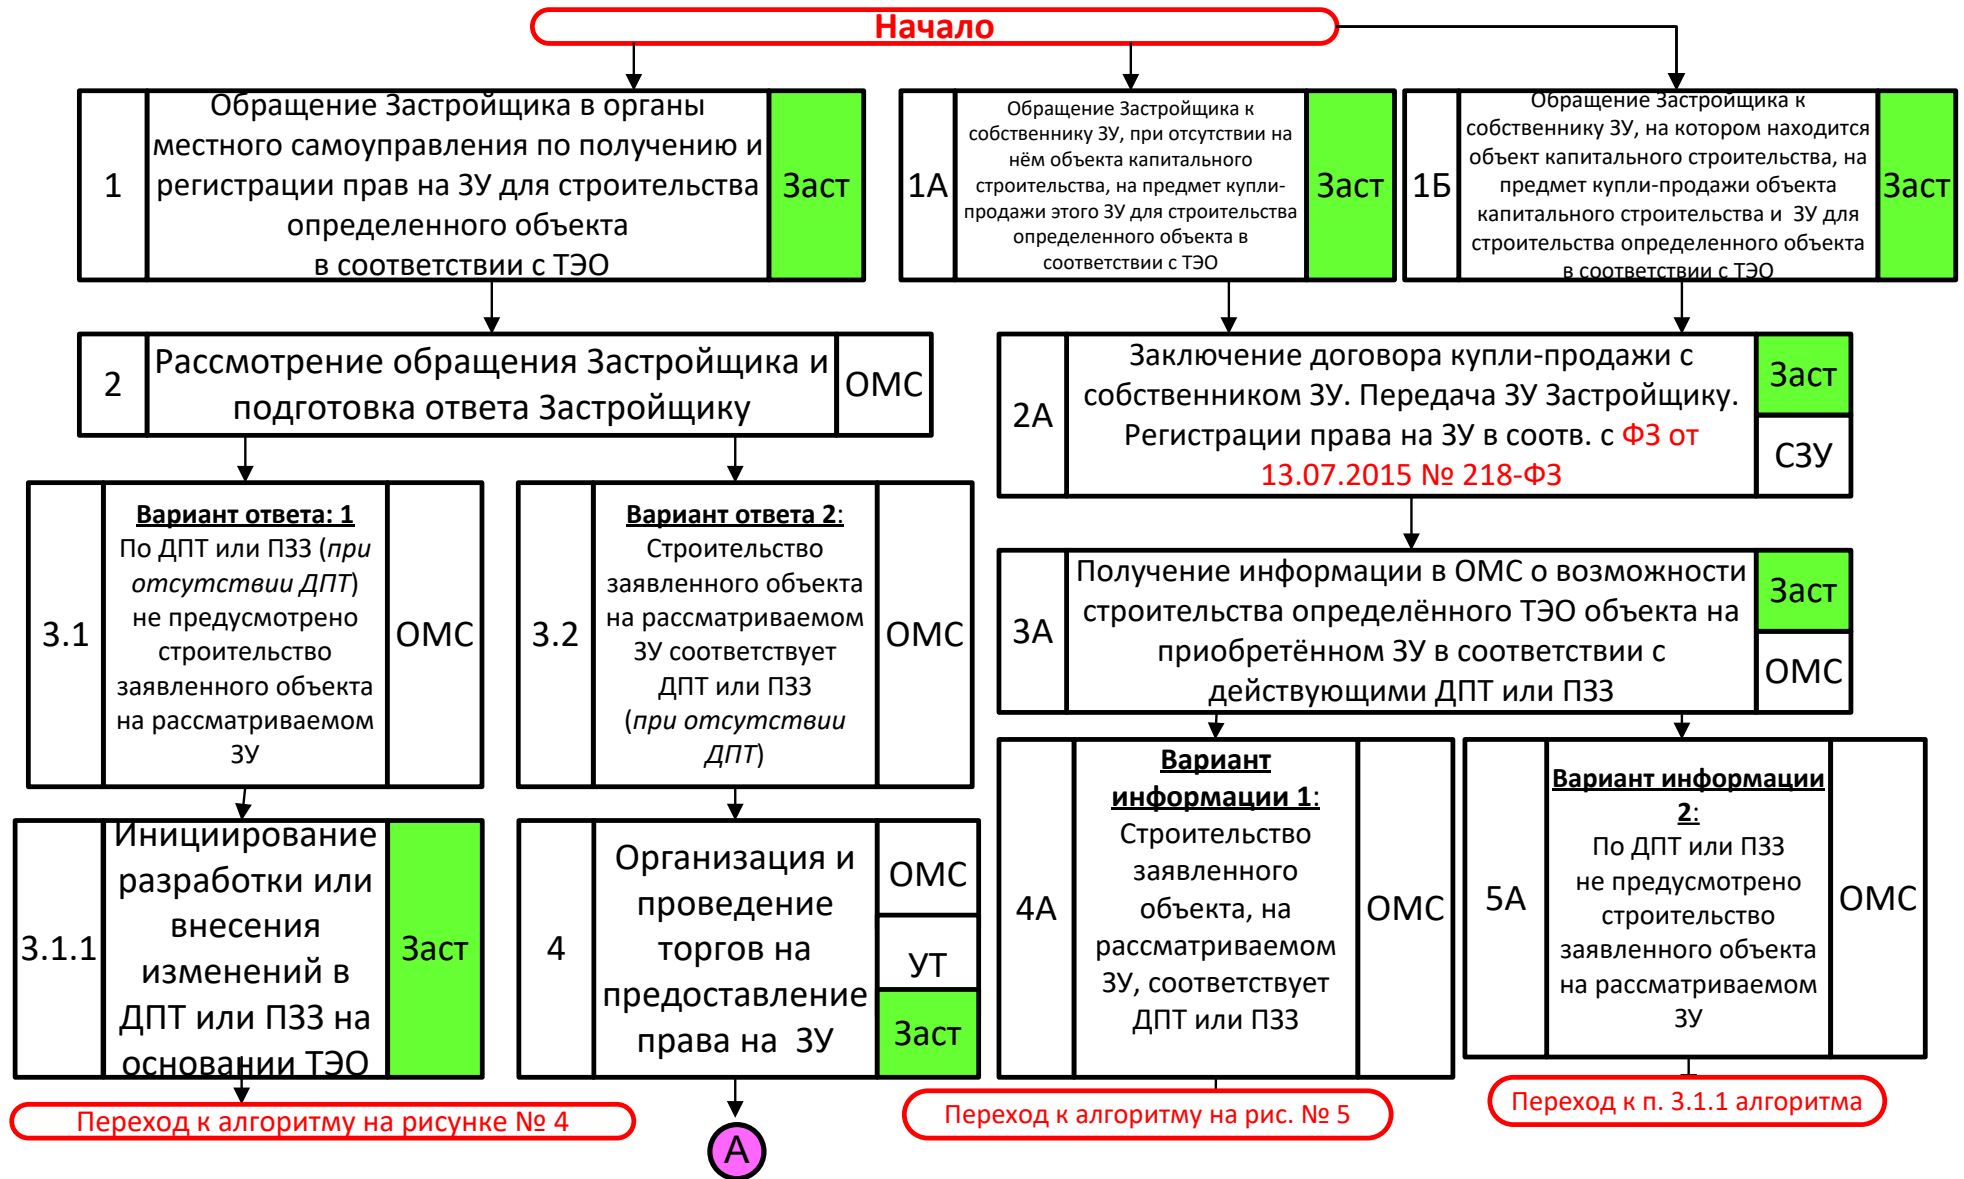 Начало
1
Обращение Застройщика в органы
местного самоуправления по получению и
регистрации прав на ЗУ для строительства
определенного объекта
в соответствии с ТЭО
Заст
1А
Обращение Застройщика к
собственнику ЗУ, при отсутствии на
нём объекта капитального
строительства, на предмет купли-
продажи этого ЗУ для строительства
определенного объекта в
соответствии с ТЭО
Заст
1Б
Обращение Застройщика к
собственнику ЗУ, на котором находится
объект капитального строительства, на
предмет купли-продажи объекта
капитального строительства и ЗУ для
строительства определенного объекта
в соответствии с ТЭО
Заст
2
Рассмотрение обращения Застройщика и
подготовка ответа Застройщику
ОМС
2А
Заключение договора купли-продажи с
собственником ЗУ. Передача ЗУ Застройщику.
Регистрации права на ЗУ в соотв. с ФЗ от
13.07.2015 № 218-ФЗ
Заст
СЗУ
3.1
Вариант ответа: 1
По ДПТ или ПЗЗ (при
отсутствии ДПТ)
не предусмотрено
строительство
заявленного объекта
на рассматриваемом
ЗУ
ОМС
3.2
Вариант ответа 2:
Строительство
заявленного объекта
на рассматриваемом
ЗУ соответствует
ДПТ или ПЗЗ
(при отсутствии
ДПТ)
ОМС
3А
Получение информации в ОМС о возможности
строительства определённого ТЭО объекта на
приобретённом ЗУ в соответствии с
действующими ДПТ или ПЗЗ
Заст
ОМС
3.1.1
Инициирование
разработки или
внесения
изменений в
ДПТ или ПЗЗ на
основании ТЭО
Заст
4
Организация и
проведение
торгов на
предоставление
права на ЗУ
ОМС
УТ
Заст
4А
Вариант
информации 1:
Строительство
заявленного
объекта, на
рассматриваемом
ЗУ, соответствует
ДПТ или ПЗЗ
ОМС
5А
Вариант информации
2:
По ДПТ или ПЗЗ
не предусмотрено
строительство
заявленного объекта
на рассматриваемом
ЗУ
ОМС
Переход к алгоритму на рисунке № 4
А
Переход к алгоритму на рис. № 5
Переход к п. 3.1.1 алгоритма